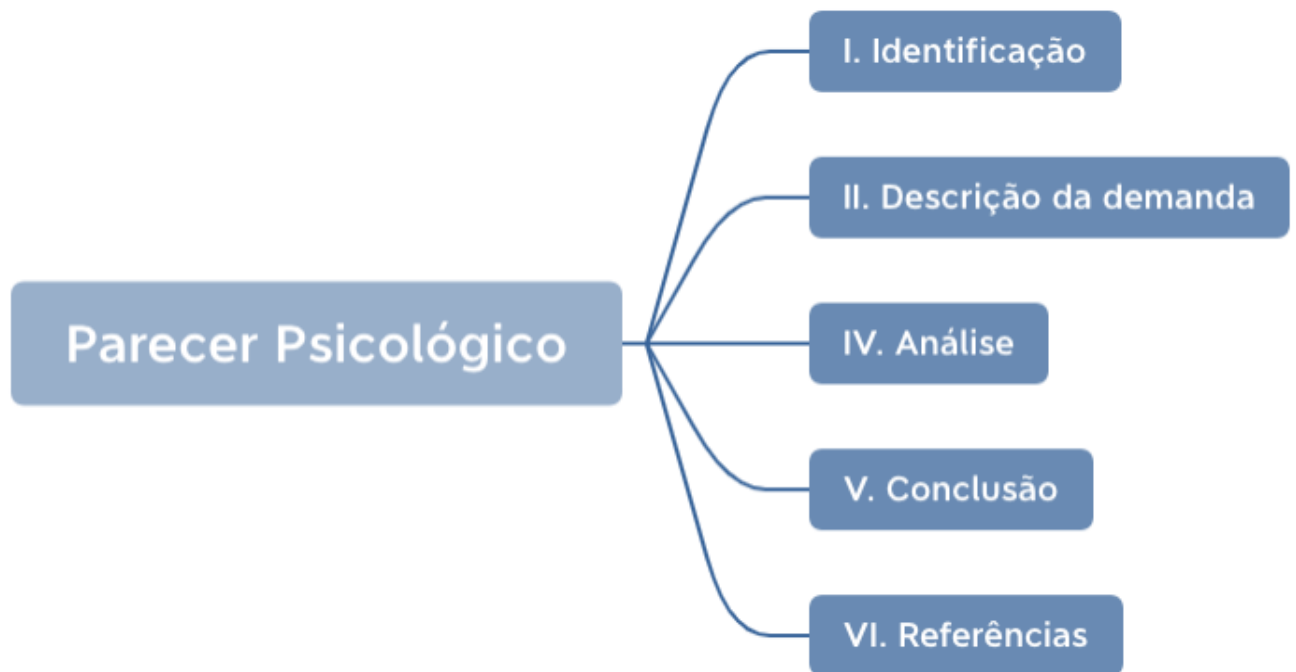 I. Identificação
II. Descrição da demanda
Parecer Psicológico
IV. Análise
V. Conclusão
VI. Referências